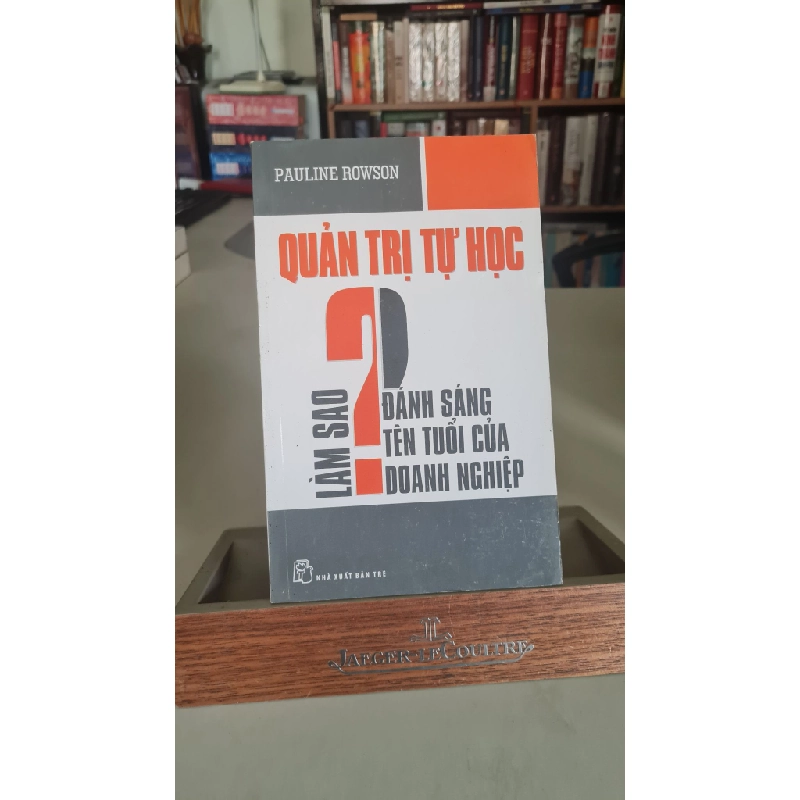 PAULINE ROWSON
QUẢN TRỊ TỰ HỌC
LÀM SAO
?
ĐÁNH SÁNG
TÊN TUỔI CỦA
DOANH NGHIỆP
NHÀ XUẤT BẢN TRẺ
JAEGER-LECOULTRE